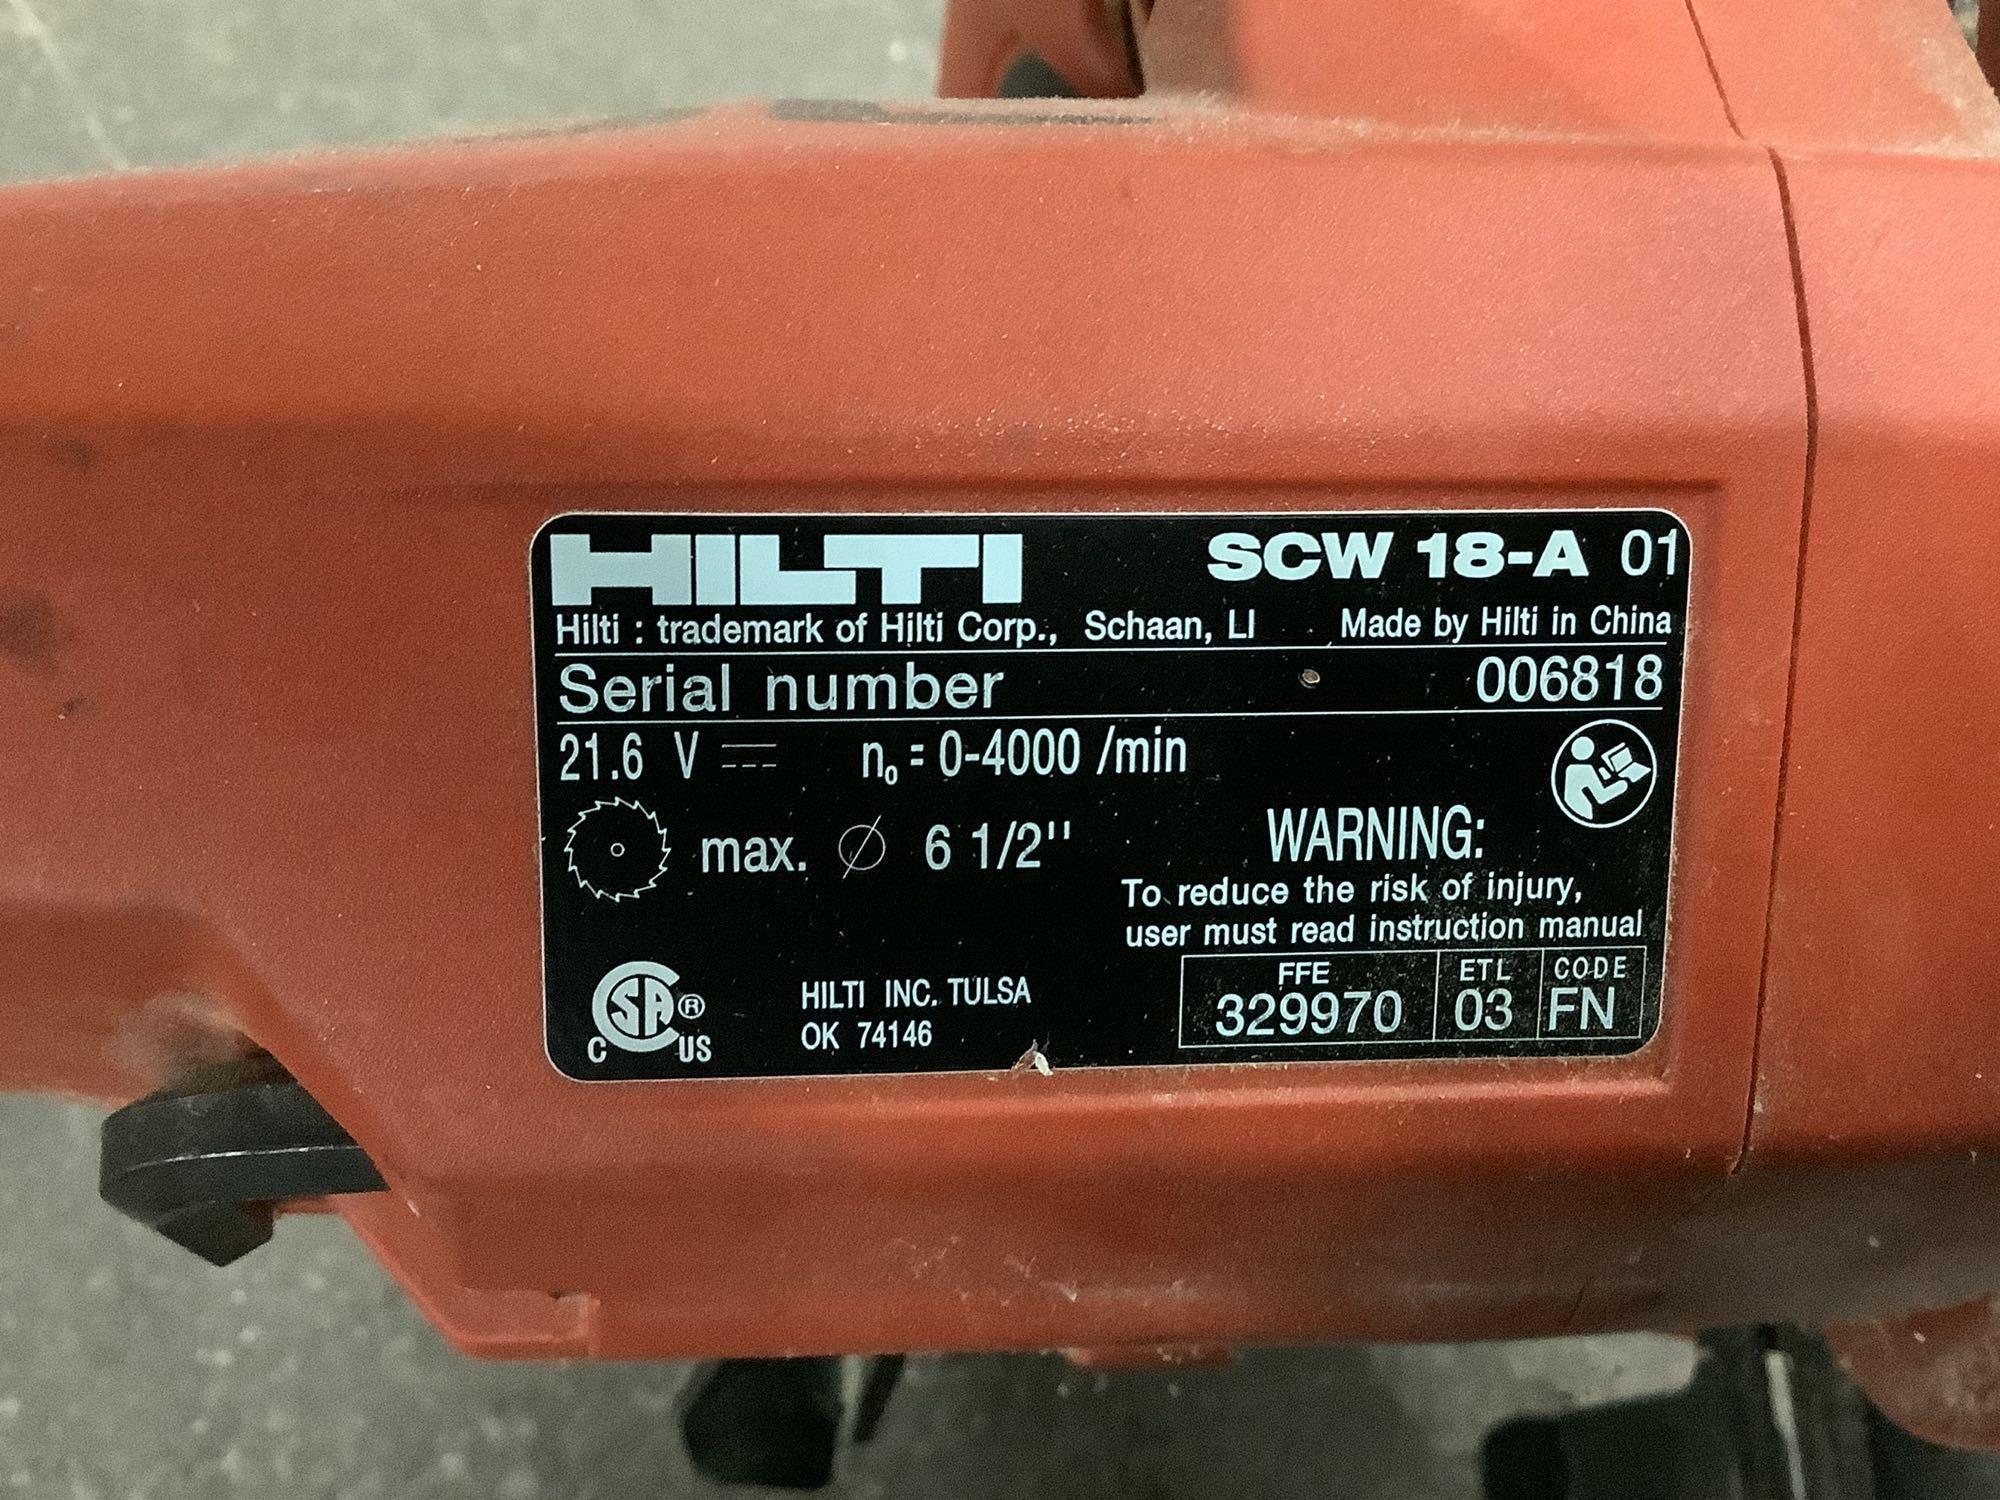 HILTI SCW 18-A 01
Hilti : trademark of Hilti Corp., Schaan, LI Made by Hilti in China
Serial number 006818
21.6 V n₀ = 0-4000 /min
max. ∅ 6 1/2"
WARNING:
To reduce the risk of injury,
user must read instruction manual
CSA®
C US
HILTI INC. TULSA
OK 74146
FFE ETL CODE
329970 03 FN